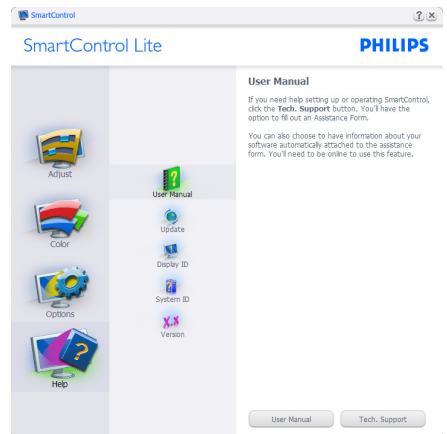 SmartControl
SmartControl Lite
PHILIPS
Adjust
Color
Options
Help
User Manual
Update
Display ID
System ID
X.X
Version
User Manual
If you need help setting up or operating SmartControl,
click the Tech. Support button. You'll have the
option to fill out an Assistance Form.
You can also choose to have information about your
software automatically attached to the assistance
form. You'll need to be online to use this feature.
User Manual
Tech. Support